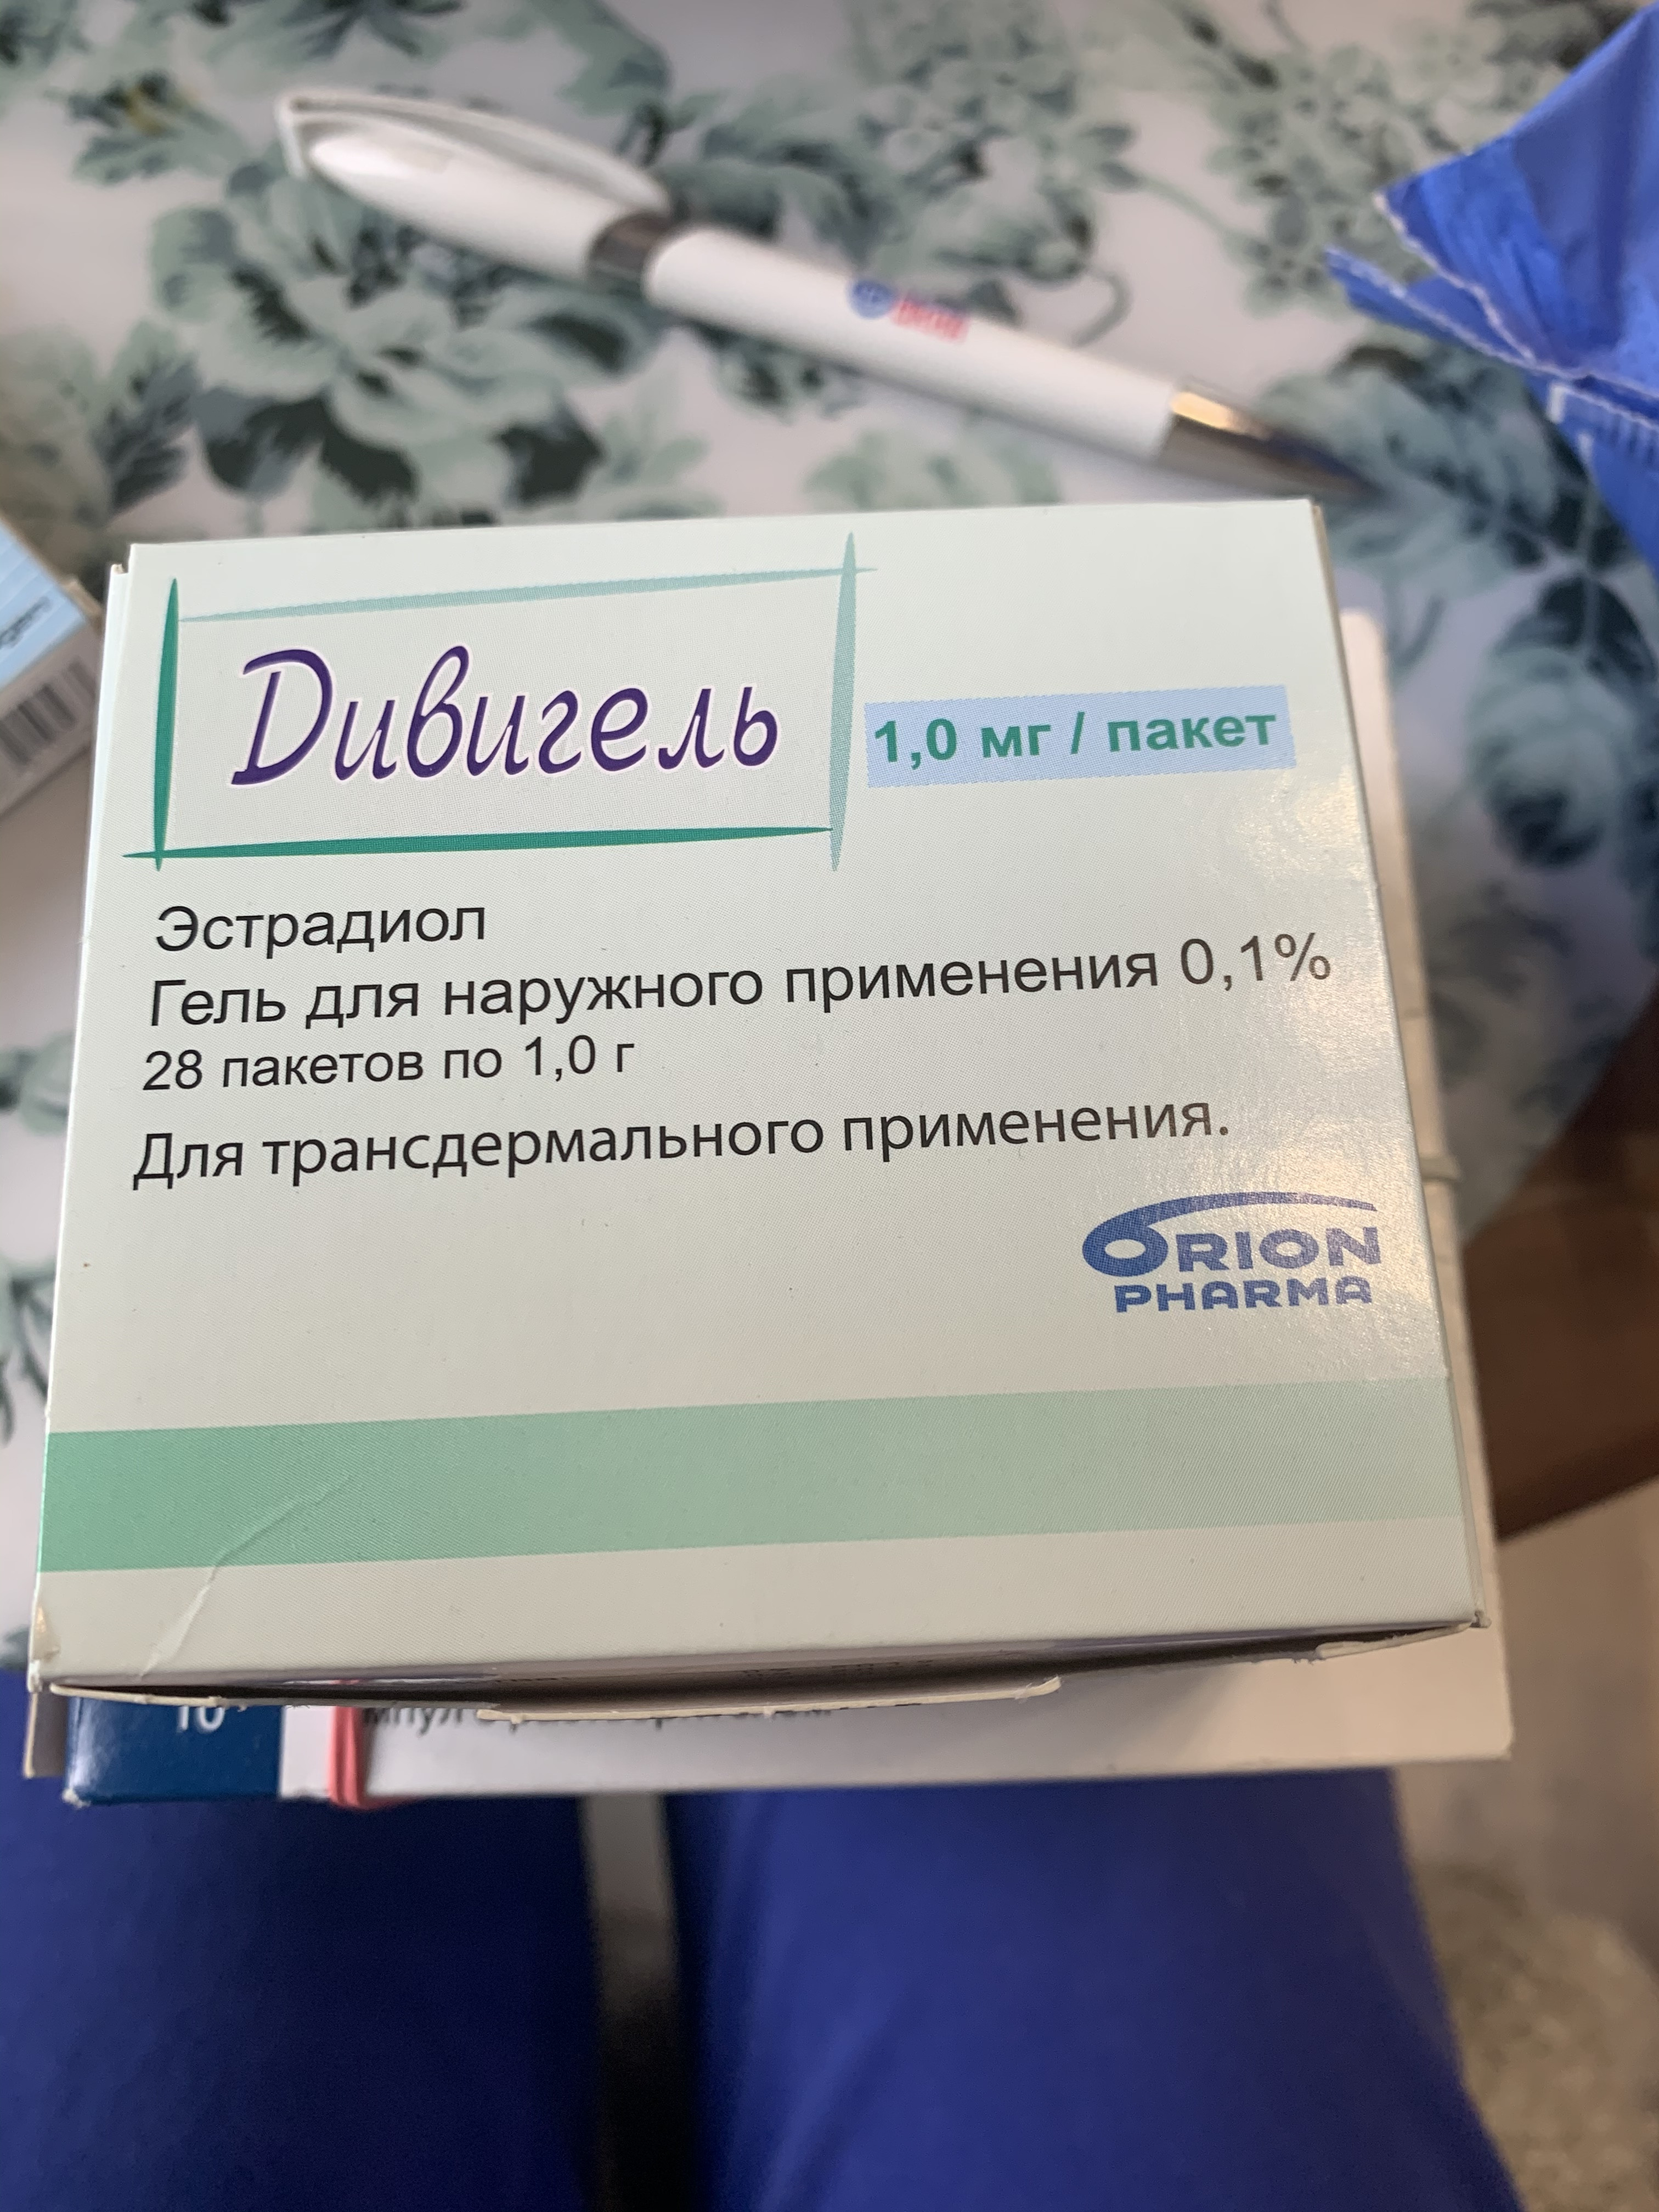 Дивигель
1,0 мг / пакет
Эстрадиол
Гель для наружного применения 0,1%
28 пакетов по 1,0 г
Для трансдермального применения.
ORION
PHARMA
10